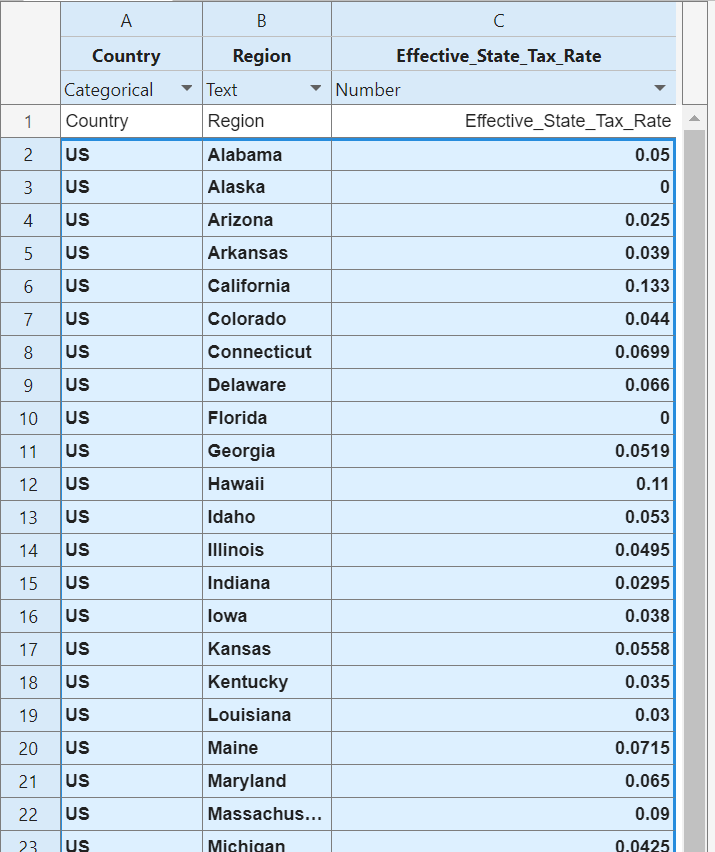 A B C
Country Region Effective_State_Tax_Rate
Categorical Text Number
1 Country Region Effective_State_Tax_Rate
2 US Alabama 0.05
3 US Alaska 0
4 US Arizona 0.025
5 US Arkansas 0.039
6 US California 0.133
7 US Colorado 0.044
8 US Connecticut 0.0699
9 US Delaware 0.066
10 US Florida 0
11 US Georgia 0.0519
12 US Hawaii 0.11
13 US Idaho 0.053
14 US Illinois 0.0495
15 US Indiana 0.0295
16 US Iowa 0.038
17 US Kansas 0.0558
18 US Kentucky 0.035
19 US Louisiana 0.03
20 US Maine 0.0715
21 US Maryland 0.065
22 US Massachus... 0.09
23 US Michigan 0.0425